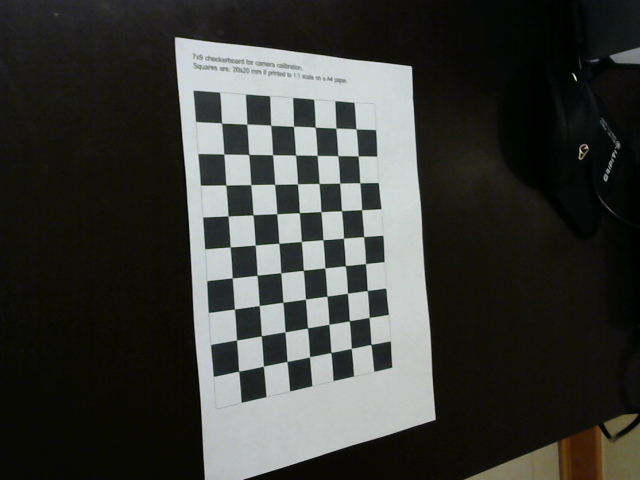 7x9 checkerboard for camera calibration.
Squares are: 20x20 mm if printed to 1:1 scale on a A4 paper.